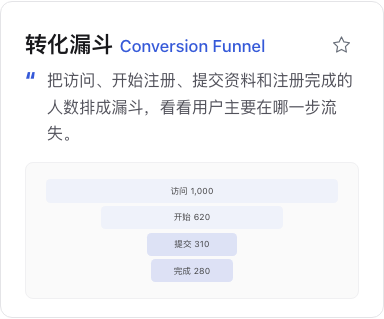 转化漏斗 Conversion Funnel
“ 把访问、开始注册、提交资料和注册完成的
人数排成漏斗，看看用户主要在哪一步流
失。
访问 1,000
开始 620
提交 310
完成 280